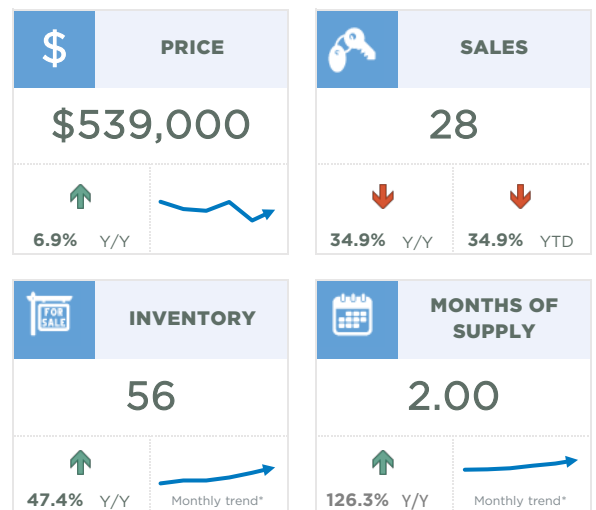 $
PRICE
$539,000
6.9% Y/Y
SALES
28
34.9% Y/Y
34.9% YTD
FOR
SALE
INVENTORY
56
47.4% Y/Y
Monthly trend*
MONTHS OF
SUPPLY
2.00
126.3% Y/Y
Monthly trend*